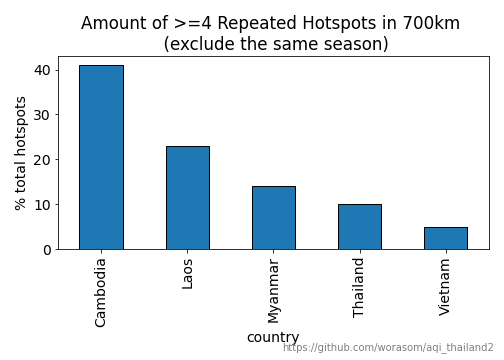 Amount of >=4 Repeated Hotspots in 700km
(exclude the same season)
% total hotspots
40
30
20
10
0
Cambodia
Laos
Myanmar
Thailand
Vietnam
country
https://github.com/worasom/aqi_thailand2